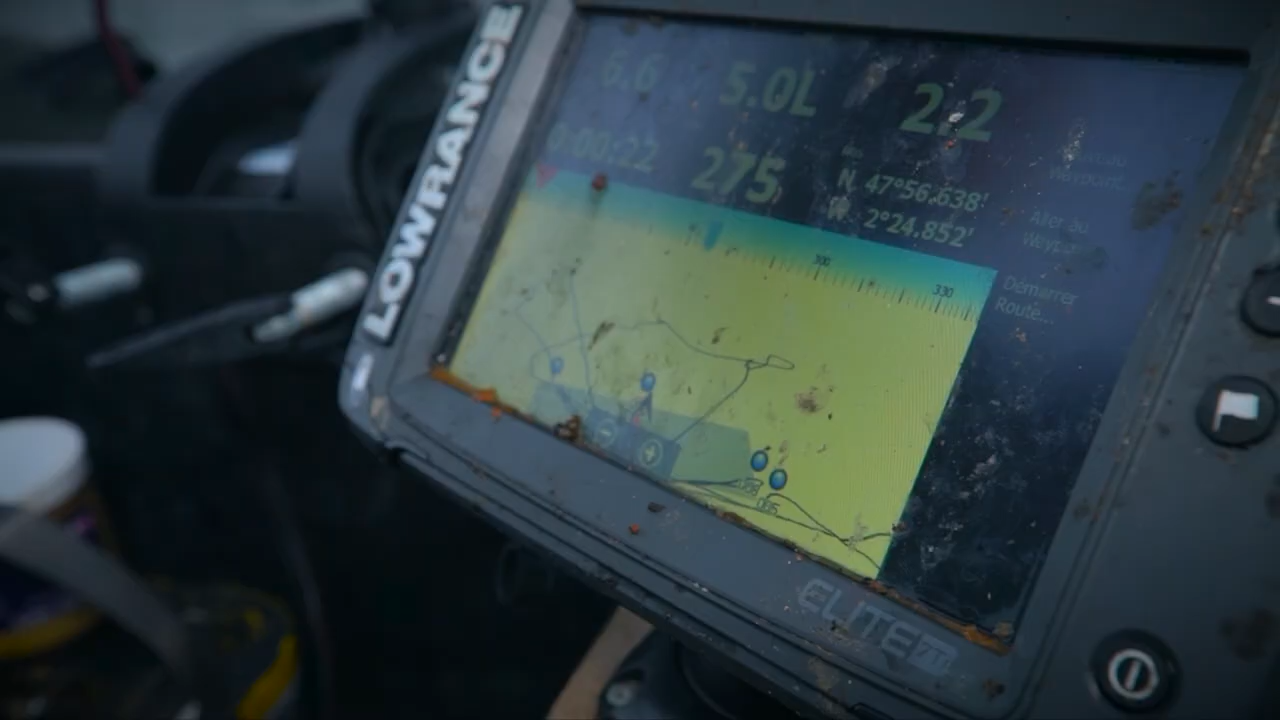 LOWRANCE
6.6 5.0L 2.2
0:00:22 275
N 47°56.638'
W 2°24.852'
Nouveau
Waypoint
Aller au
Démarrer
Route...
300
330
ELITE 7Ti